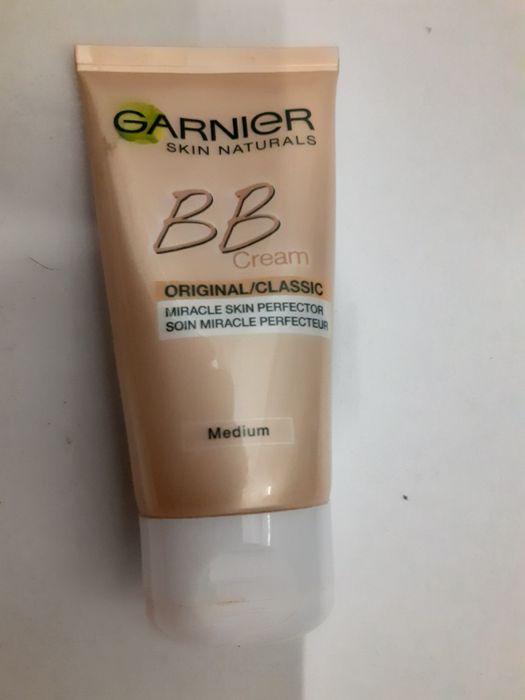 GARNIER
SKIN NATURALS
BB
Cream
ORIGINAL/CLASSIC
MIRACLE SKIN PERFECTOR
SOIN MIRACLE PERFECTEUR
Medium